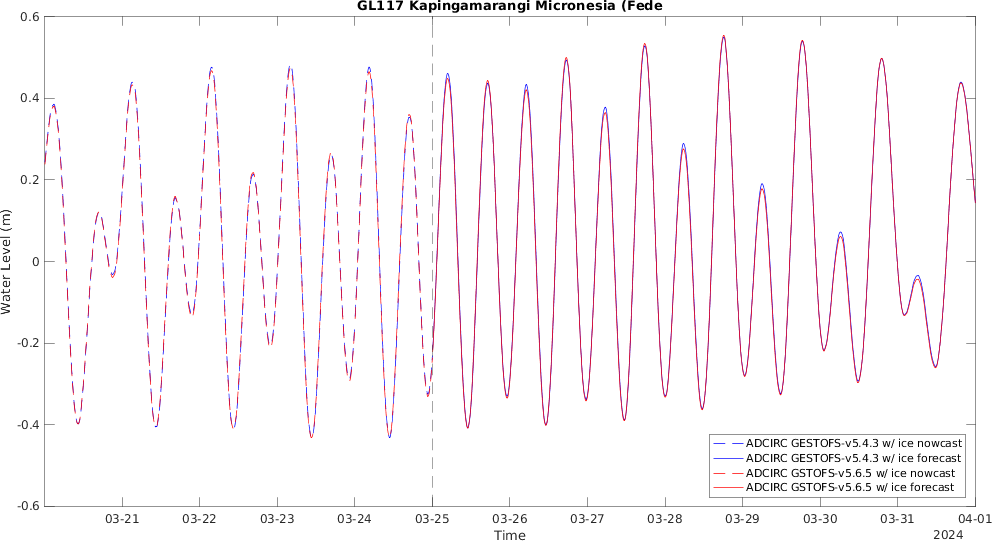 GL117 Kapingamarangi Micronesia (Fede
0.6
0.4
0.2
0
-0.2
-0.4
-0.6
Water Level (m)
ADCIRC GESTOFS-v5.4.3 w/ ice nowcast
ADCIRC GESTOFS-v5.4.3 w/ ice forecast
ADCIRC GSTOFS-v5.6.5 w/ ice nowcast
ADCIRC GSTOFS-v5.6.5 w/ ice forecast
03-21 03-22 03-23 03-24 03-25 03-26 03-27 03-28 03-29 03-30 03-31 04-01
Time
2024